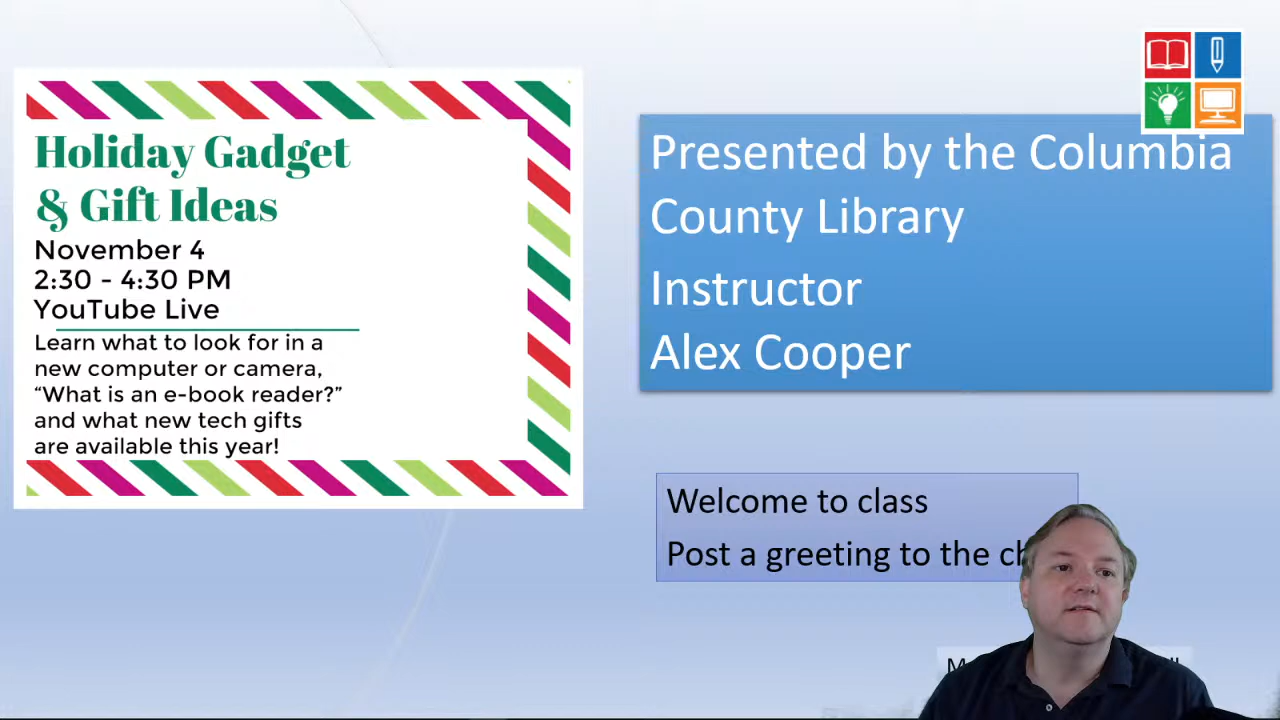 Holiday Gadget
& Gift Ideas
November 4
2:30 - 4:30 PM
YouTube Live
Learn what to look for in a
new computer or camera,
“What is an e-book reader?”
and what new tech gifts
are available this year!
Presented by the Columbia
County Library
Instructor
Alex Cooper
Welcome to class
Post a greeting to the